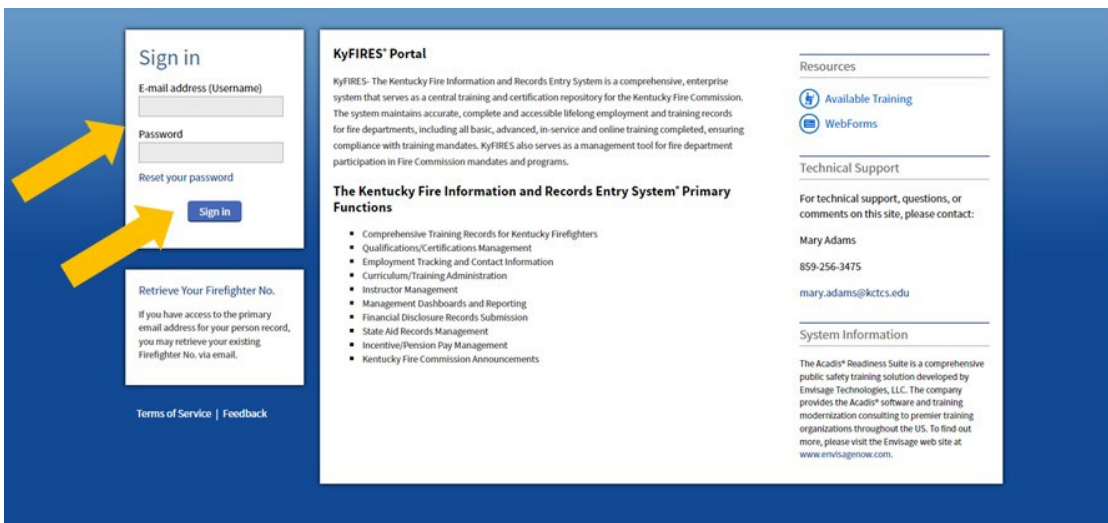 Sign in
E-mail address (Username)
Password
Reset your password
Sign in
Retrieve Your Firefighter No.
If you have access to the primary
email address for your person record,
you may retrieve your existing
Firefighter No. via email.
Terms of Service | Feedback
KyFIRES* Portal
KyFIRES- The Kentucky Fire Information and Records Entry System is a comprehensive, enterprise
system that serves as a central training and certification repository for the Kentucky Fire Commission.
The system maintains accurate, complete and accessible lifelong employment and training records
for fire departments, including all basic, advanced, in-service and online training completed, ensuring
compliance with training mandates. KyFIRES also serves as a management tool for fire department
participation in Fire Commission mandates and programs.
The Kentucky Fire Information and Records Entry System* Primary
Functions
▪ Comprehensive Training Records for Kentucky Firefighters
▪ Qualifications/Certifications Management
▪ Employment Tracking and Contact Information
▪ Curriculum/Training Administration
▪ Instructor Management
▪ Management Dashboards and Reporting
▪ Financial Disclosure Records Submission
▪ State Aid Records Management
▪ Incentive/Pension Pay Management
▪ Kentucky Fire Commission Announcements
Resources
Available Training
WebForms
Technical Support
For technical support, questions, or
comments on this site, please contact:
Mary Adams
859-256-3475
mary.adams@kctcs.edu
System Information
The Acadis® Readiness Suite is a comprehensive
public safety training solution developed by
Envisage Technologies, LLC. The company
provides the Acadis® software and training
modernization consulting to premier training
organizations throughout the US. To find out
more, please visit the Envisage web site at
www.envisagenow.com.